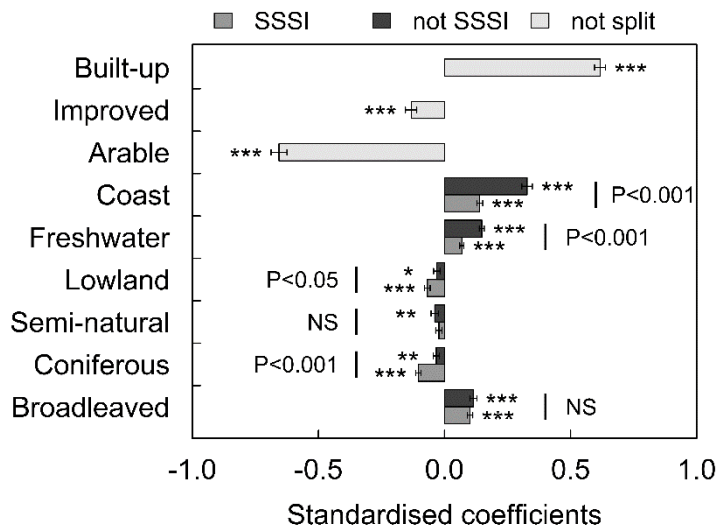 SSSI not SSSI not split
Built-up ***
Improved ***
Arable ***
Coast *** *** P<0.001
Freshwater *** *** P<0.001
Lowland P<0.05 * ***
Semi-natural NS **
Coniferous P<0.001 ** ***
Broadleaved *** *** NS
-1.0 -0.5 0.0 0.5 1.0
Standardised coefficients